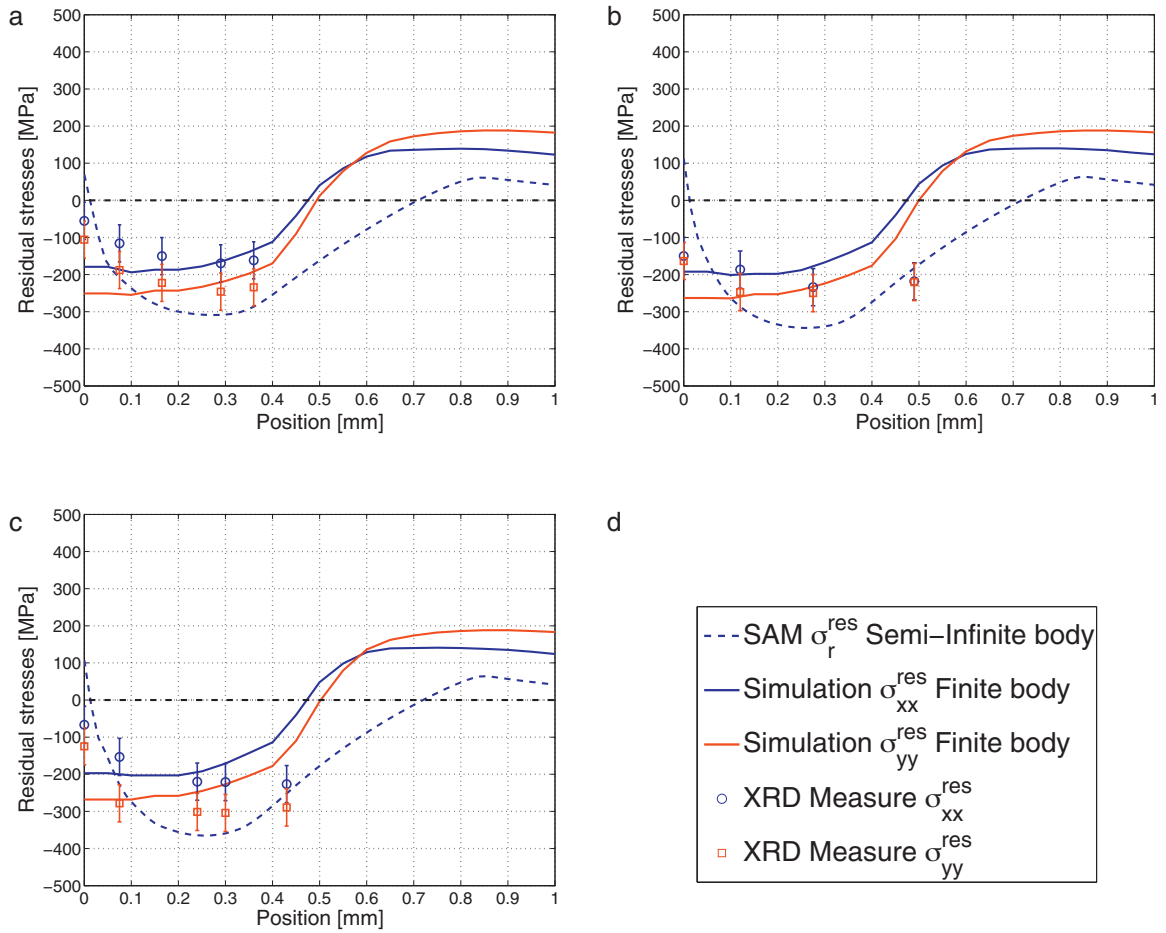 a
500
400
300
200
100
0
−100
−200
−300
−400
−500
Residual stresses [MPa]
0 0.1 0.2 0.3 0.4 0.5 0.6 0.7 0.8 0.9 1
Position [mm]
b
500
400
300
200
100
0
−100
−200
−300
−400
−500
Residual stresses [MPa]
0 0.1 0.2 0.3 0.4 0.5 0.6 0.7 0.8 0.9 1
Position [mm]
c
500
400
300
200
100
0
−100
−200
−300
−400
−500
Residual stresses [MPa]
0 0.1 0.2 0.3 0.4 0.5 0.6 0.7 0.8 0.9 1
Position [mm]
d
SAM σ_r^res Semi−Infinite body
Simulation σ_xx^res Finite body
Simulation σ_yy^res Finite body
XRD Measure σ_xx^res
XRD Measure σ_yy^res